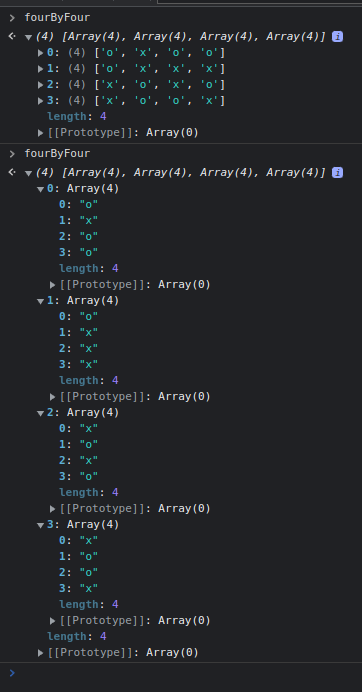 fourByFour
(4) [Array(4), Array(4), Array(4), Array(4)] i
0: (4) ['o', 'x', 'o', 'o']
1: (4) ['o', 'x', 'x', 'x']
2: (4) ['x', 'o', 'x', 'o']
3: (4) ['x', 'o', 'o', 'x']
length: 4
[[Prototype]]: Array(0)
fourByFour
(4) [Array(4), Array(4), Array(4), Array(4)] i
0: Array(4)
0: "o"
1: "x"
2: "o"
3: "o"
length: 4
[[Prototype]]: Array(0)
1: Array(4)
0: "o"
1: "x"
2: "x"
3: "x"
length: 4
[[Prototype]]: Array(0)
2: Array(4)
0: "x"
1: "o"
2: "x"
3: "o"
length: 4
[[Prototype]]: Array(0)
3: Array(4)
0: "x"
1: "o"
2: "o"
3: "x"
length: 4
[[Prototype]]: Array(0)
length: 4
[[Prototype]]: Array(0)